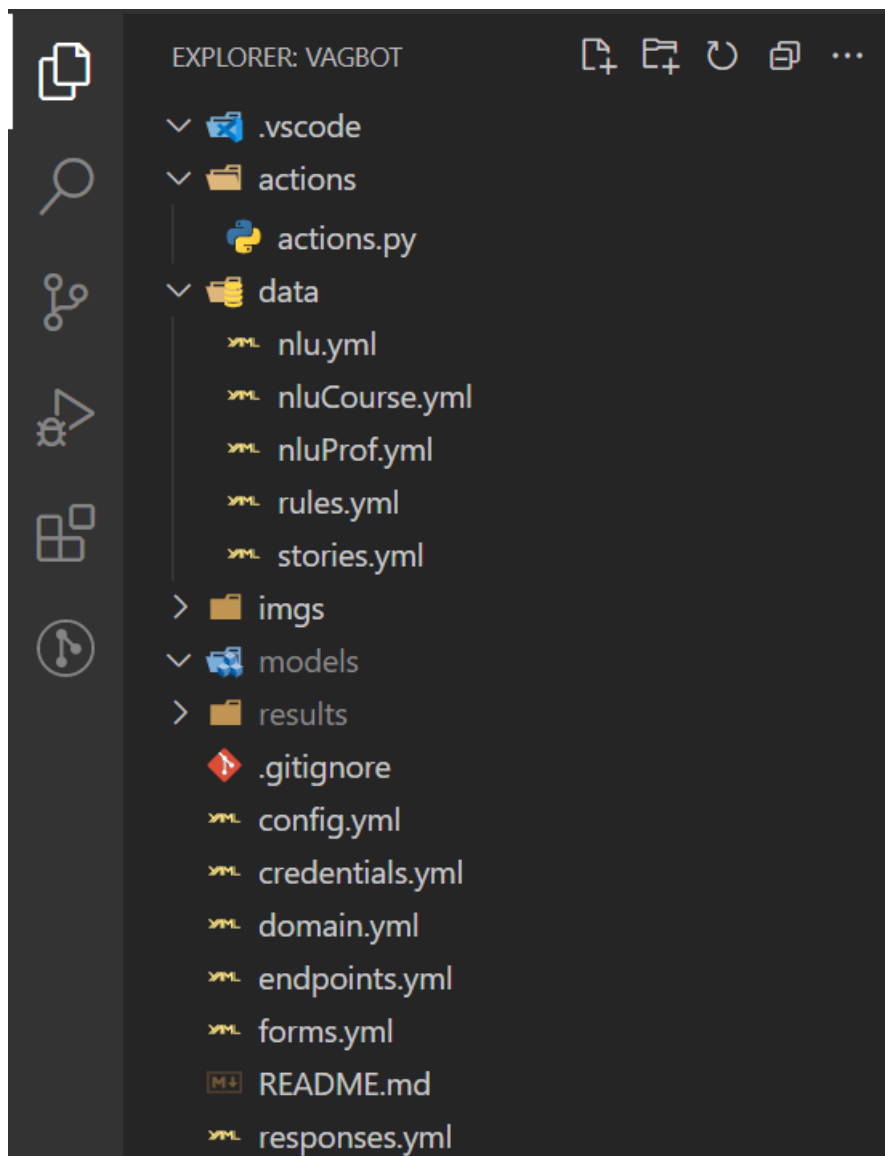 EXPLORER: VAGBOT
.vscode
actions
actions.py
data
nlu.yml
nluCourse.yml
nluProf.yml
rules.yml
stories.yml
imgs
models
results
.gitignore
config.yml
credentials.yml
domain.yml
endpoints.yml
forms.yml
README.md
responses.yml